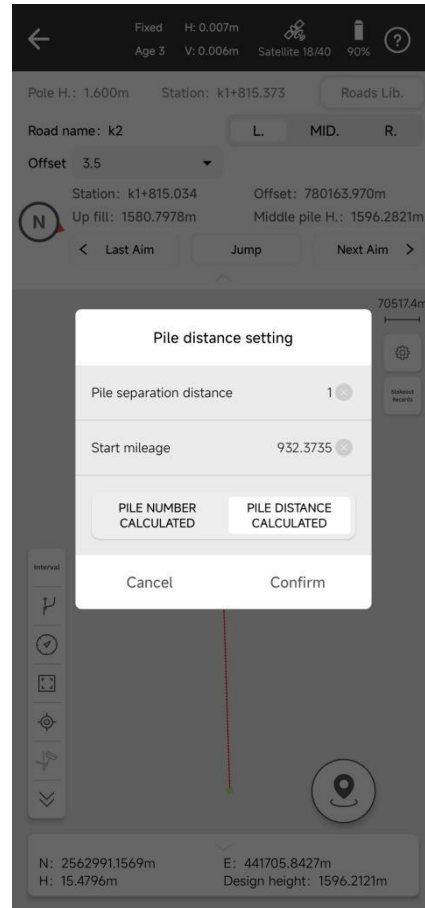 Fixed H: 0.007m
Age 3 V: 0.006m Satellite 18/40 90% ?
Pole H.: 1.600m Station: k1+815.373 Roads Lib.
Road name: k2 L. MID. R.
Offset 3.5
Station: k1+815.034 Offset: 780163.970m
N Up fill: 1580.7978m Middle pile H.: 1596.2821m
< Last Aim Jump Next Aim >
70517.4m
Pile distance setting
Stakeout
Records
Pile separation distance 1
Start mileage 932.3735
PILE NUMBER
CALCULATED
PILE DISTANCE
CALCULATED
Interval
Cancel Confirm
N: 2562991.1569m E: 441705.8427m
H: 15.4796m Design height: 1596.2121m